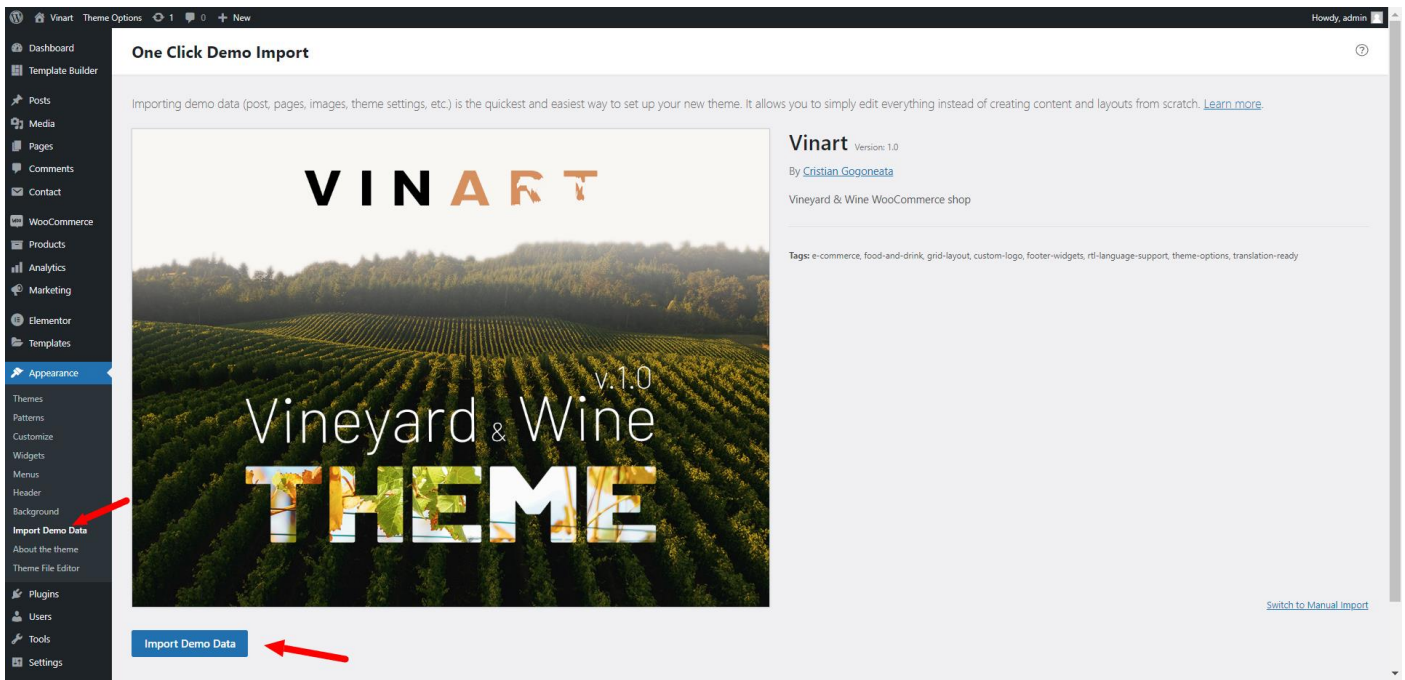 Vinart
Theme Options
1
0
New
Howdy, admin
Dashboard
Template Builder
Posts
Media
Pages
Comments
Contact
WooCommerce
Products
Analytics
Marketing
Elementor
Templates
Appearance
Themes
Patterns
Customize
Widgets
Menus
Header
Background
Import Demo Data
About the theme
Theme File Editor
Plugins
Users
Tools
Settings
One Click Demo Import
Importing demo data (post, pages, images, theme settings, etc.) is the quickest and easiest way to set up your new theme. It allows you to simply edit everything instead of creating content and layouts from scratch. Learn more.
VINART
v.1.0
Vineyard & Wine
THEME
Vinart Version: 1.0
By Cristian Gogoneata
Vineyard & Wine WooCommerce shop
Tags: e-commerce, food-and-drink, grid-layout, custom-logo, footer-widgets, rtl-language-support, theme-options, translation-ready
Switch to Manual Import
Import Demo Data